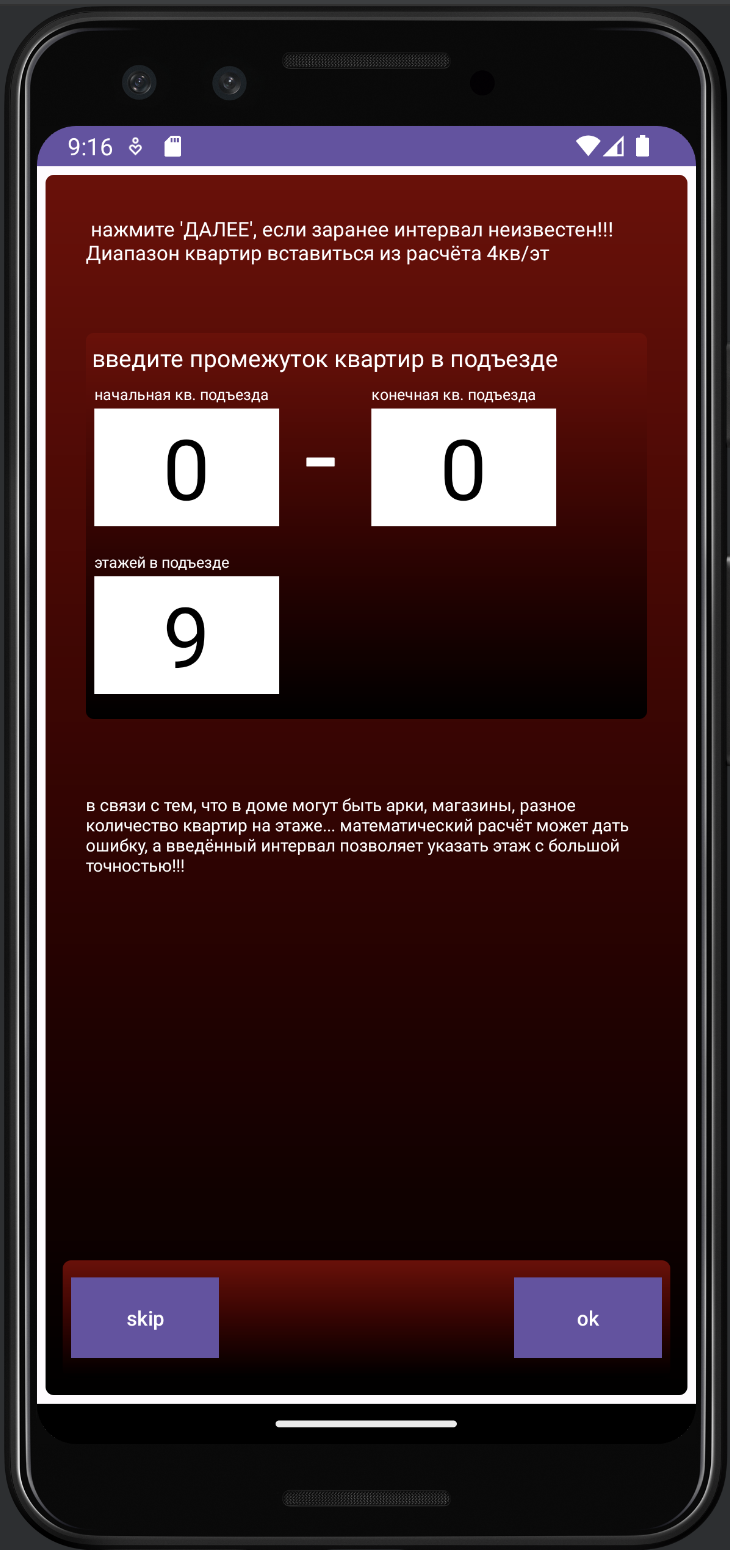 9:16
нажмите 'ДАЛЕЕ', если заранее интервал неизвестен!!!
Диапазон квартир вставиться из расчёта 4кв/эт
введите промежуток квартир в подъезде
начальная кв. подъезда
конечная кв. подъезда
0 - 0
этажей в подъезде
9
в связи с тем, что в доме могут быть арки, магазины, разное
количество квартир на этаже... математический расчёт может дать
ошибку, а введённый интервал позволяет указать этаж с большой
точностью!!!
skip
ok